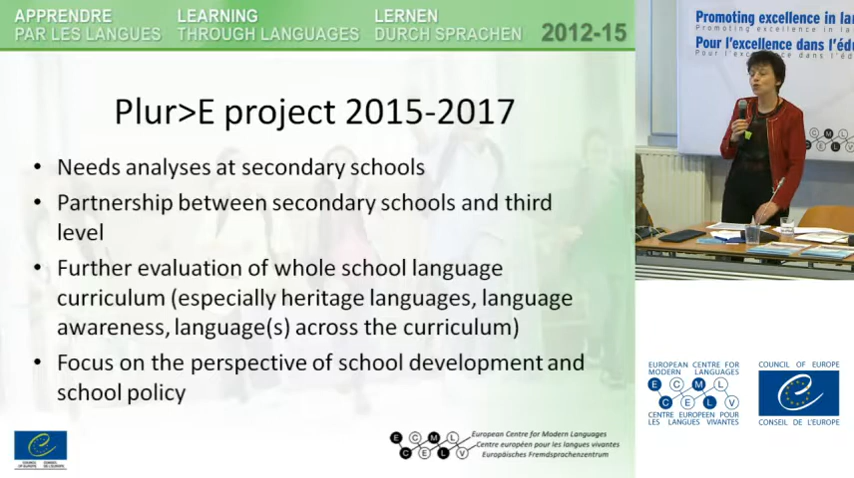 APPRENDRE
PAR LES LANGUES
LEARNING
THROUGH LANGUAGES
LERNEN
DURCH SPRACHEN
2012-15
Plur>E project 2015-2017
• Needs analyses at secondary schools
• Partnership between secondary schools and third
level
• Further evaluation of whole school language
curriculum (especially heritage languages, language
awareness, language(s) across the curriculum)
• Focus on the perspective of school development and
school policy
E C M L
C E L V
European Centre for Modern Languages
Centre européen pour les langues vivantes
Europäisches Fremdsprachenzentrum
Promoting excellence in
Promoting excellence in
Pour l'excellence dans
EUROPEAN CENTRE FOR
MODERN LANGUAGES
E C M L
C E L V
CENTRE EUROPEEN POUR
LES LANGUES VIVANTES
COUNCIL OF EUROPE
CONSEIL DE L'EUROPE